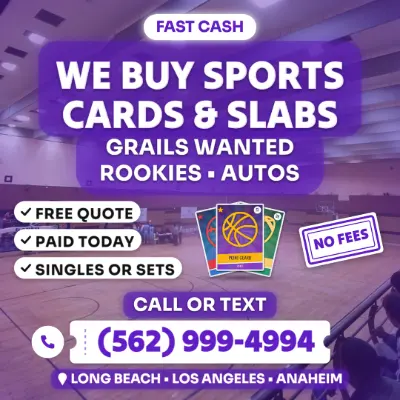 FAST CASH
WE BUY SPORTS
CARDS & SLABS
GRAILS WANTED
ROOKIES ▪ AUTOS
FREE QUOTE
PAID TODAY
SINGLES OR SETS
NO FEES
CALL OR TEXT
(562) 999-4994
LONG BEACH ▪ LOS ANGELES ▪ ANAHEIM